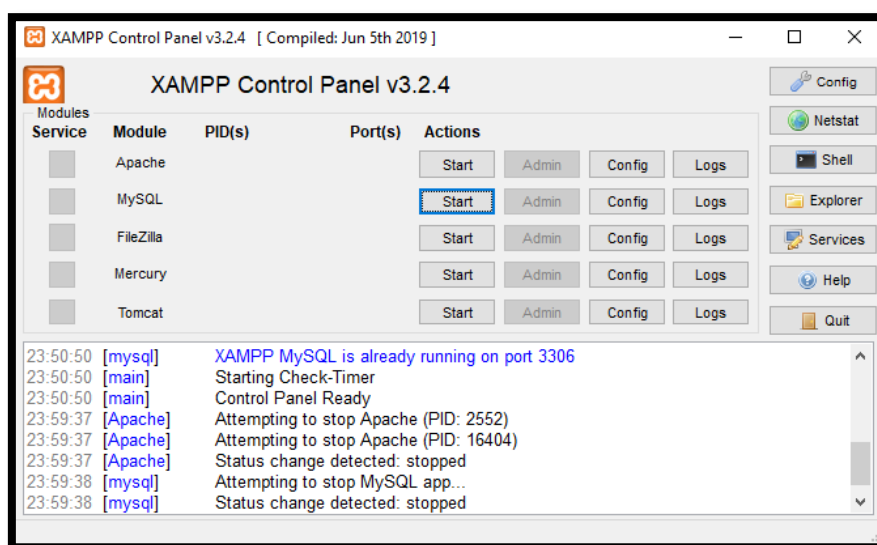 XAMPP Control Panel v3.2.4 [ Compiled: Jun 5th 2019 ]
XAMPP Control Panel v3.2.4
Config
Netstat
Shell
Explorer
Services
Help
Quit
Modules
Service Module PID(s) Port(s) Actions
Apache Start Admin Config Logs
MySQL Start Admin Config Logs
FileZilla Start Admin Config Logs
Mercury Start Admin Config Logs
Tomcat Start Admin Config Logs
23:50:50 [mysql] XAMPP MySQL is already running on port 3306
23:50:50 [main] Starting Check-Timer
23:50:50 [main] Control Panel Ready
23:59:37 [Apache] Attempting to stop Apache (PID: 2552)
23:59:37 [Apache] Attempting to stop Apache (PID: 16404)
23:59:37 [Apache] Status change detected: stopped
23:59:38 [mysql] Attempting to stop MySQL app...
23:59:38 [mysql] Status change detected: stopped